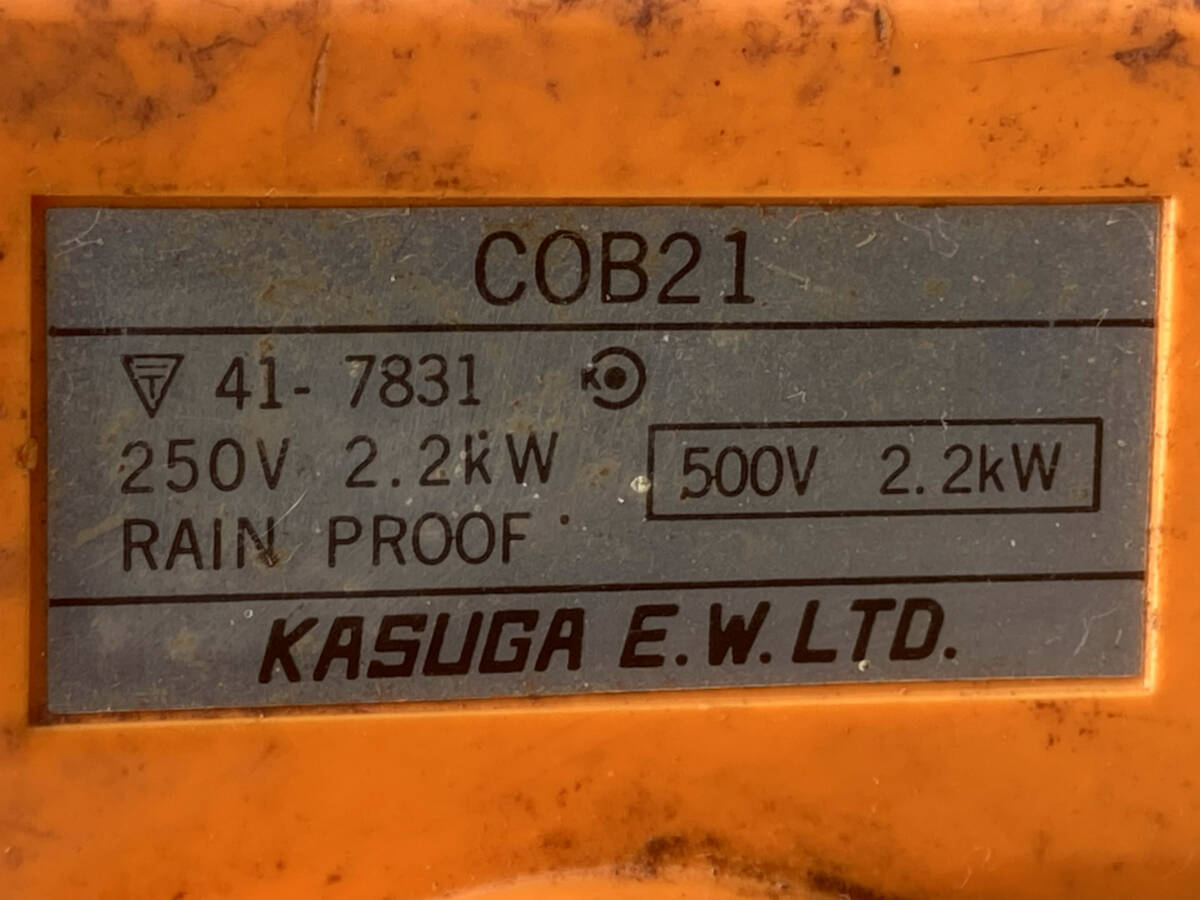 COB21
41- 7831
250V 2.2kW
500V 2.2kW
RAIN PROOF
KASUGA E.W.LTD.